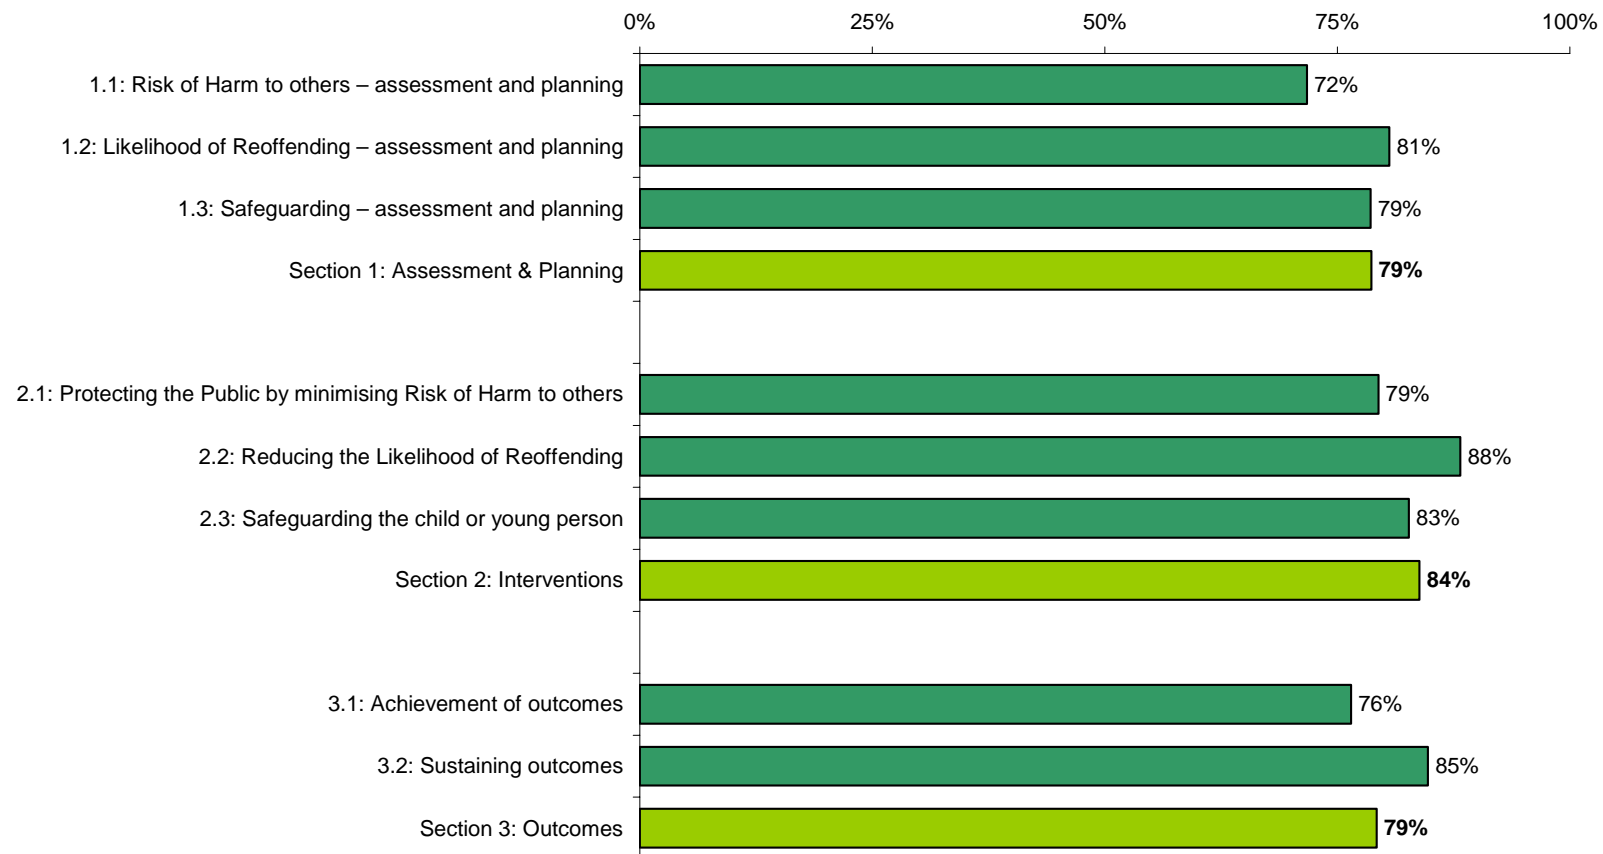 0% 25% 50% 75% 100%
1.1: Risk of Harm to others – assessment and planning 72%
1.2: Likelihood of Reoffending – assessment and planning 81%
1.3: Safeguarding – assessment and planning 79%
Section 1: Assessment & Planning 79%
2.1: Protecting the Public by minimising Risk of Harm to others 79%
2.2: Reducing the Likelihood of Reoffending 88%
2.3: Safeguarding the child or young person 83%
Section 2: Interventions 84%
3.1: Achievement of outcomes 76%
3.2: Sustaining outcomes 85%
Section 3: Outcomes 79%